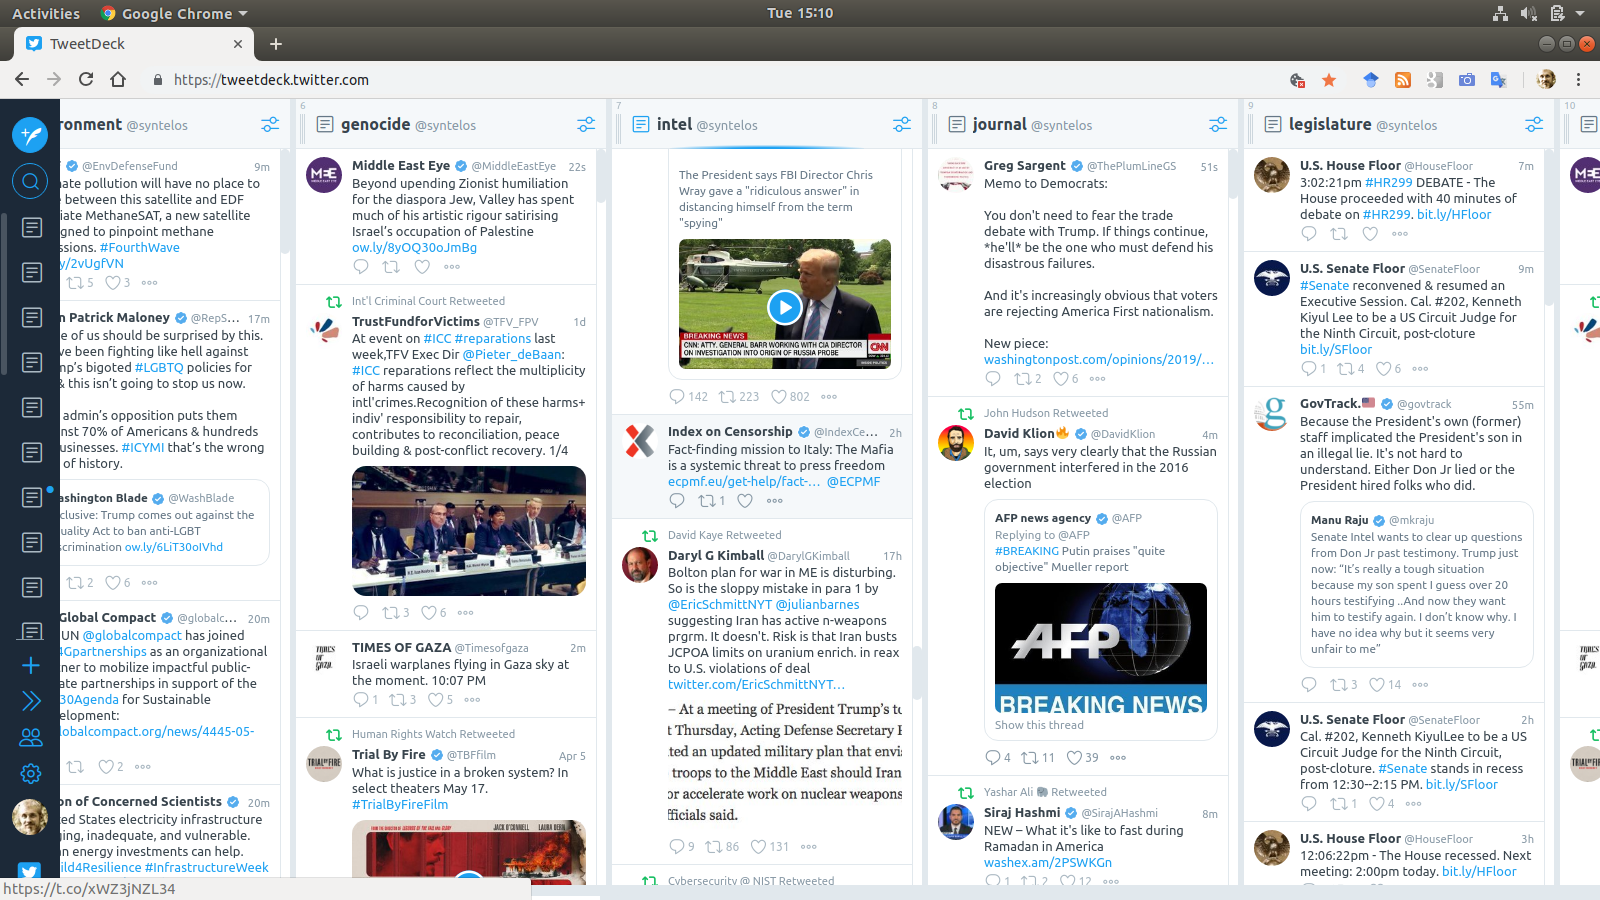 Activities
Google Chrome
Tue 15:10
TweetDeck
https://tweetdeck.twitter.com
ronment @syntelos
@EnvDefenseFund 9m
ate pollution will have no place to
between this satellite and EDF
iate MethaneSAT, a new satellite
gned to pinpoint methane
ssions. #FourthWave
y/2vUgfVN
5 3
n Patrick Maloney @RepS... 17m
e of us should be surprised by this.
've been fighting like hell against
mp's bigoted #LGBTQ policies for
& this isn't going to stop us now.
admin's opposition puts them
nst 70% of Americans & hundreds
usinesses. #ICYMI that's the wrong
of history.
ashington Blade @WashBlade
clusive: Trump comes out against the
uality Act to ban anti-LGBT
scrimination ow.ly/6LiT30oIVhd
2 6
Global Compact @globalc... 20m
UN @globalcompact has joined
4Gpartnerships as an organizational
ner to mobilize impactful public-
ate partnerships in support of the
30Agenda for Sustainable
elopment:
lobalcompact.org/news/4445-05-
2
on of Concerned Scientists 20m
ted States electricity infrastructure
ging, inadequate, and vulnerable.
an energy investments can help.
ild4Resilience #InfrastructureWeek
https://t.co/xWZ3jNZL34
6
genocide @syntelos
Middle East Eye @MiddleEastEye 22s
Beyond upending Zionist humiliation
for the diaspora Jew, Valley has spent
much of his artistic rigour satirising
Israel's occupation of Palestine
ow.ly/8yOQ30oJmBg
Int'l Criminal Court Retweeted
TrustFundforVictims @TFV_FPV 1d
At event on #ICC #reparations last
week,TFV Exec Dir @Pieter_deBaan:
#ICC reparations reflect the multiplicity
of harms caused by
intl'crimes.Recognition of these harms+
indiv' responsibility to repair,
contributes to reconciliation, peace
building & post-conflict recovery. 1/4
3 6
TIMES OF GAZA @Timesofgaza 2m
Israeli warplanes flying in Gaza sky at
the moment. 10:07 PM
1 3 5
Human Rights Watch Retweeted
Trial By Fire @TBFfilm Apr 5
What is justice in a broken system? In
select theaters May 17.
#TrialByFireFilm
JACK O'CONNELL LAURA DERN
7
intel @syntelos
The President says FBI Director Chris
Wray gave a "ridiculous answer" in
distancing himself from the term
"spying"
BREAKING NEWS
CNN: ATTY. GENERAL BARR WORKING WITH CIA DIRECTOR
ON INVESTIGATION INTO ORIGIN OF RUSSIA PROBE
CNN
142 223 802
Index on Censorship @IndexCe... 2h
Fact-finding mission to Italy: The Mafia
is a systemic threat to press freedom
ecpmf.eu/get-help/fact-... @ECPMF
1
David Kaye Retweeted
Daryl G Kimball @DarylGKimball 17h
Bolton plan for war in ME is disturbing.
So is the sloppy mistake in para 1 by
@EricSchmittNYT @julianbarnes
suggesting Iran has active n-weapons
prgrm. It doesn't. Risk is that Iran busts
JCPOA limits on uranium enrich. in reax
to U.S. violations of deal
twitter.com/EricSchmittNYT...
– At a meeting of President Trump's to
t Thursday, Acting Defense Secretary P
ted an updated military plan that envi
troops to the Middle East should Iran
or accelerate work on nuclear weapons
fficials said.
9 86 131
Cybersecurity @ NIST Retweeted
8
journal @syntelos
Greg Sargent @ThePlumLineGS 51s
Memo to Democrats:
You don't need to fear the trade
debate with Trump. If things continue,
*he'll* be the one who must defend his
disastrous failures.
And it's increasingly obvious that voters
are rejecting America First nationalism.
New piece:
washingtonpost.com/opinions/2019/...
2 6
John Hudson Retweeted
David Klion @DavidKlion 4m
It, um, says very clearly that the Russian
government interfered in the 2016
election
AFP news agency @AFP
Replying to @AFP
#BREAKING Putin praises "quite
objective" Mueller report
AFP
BREAKING NEWS
Show this thread
4 11 39
Yashar Ali Retweeted
Siraj Hashmi @SirajAHashmi 8m
NEW – What it's like to fast during
Ramadan in America
washex.am/2PSWKGn
1 2 12
9
legislature @syntelos
U.S. House Floor @HouseFloor 7m
3:02:21pm #HR299 DEBATE - The
House proceeded with 40 minutes of
debate on #HR299. bit.ly/HFloor
U.S. Senate Floor @SenateFloor 9m
#Senate reconvened & resumed an
Executive Session. Cal. #202, Kenneth
Kiyul Lee to be a US Circuit Judge for
the Ninth Circuit, post-cloture
bit.ly/SFloor
1 4 6
GovTrack. @govtrack 55m
Because the President's own (former)
staff implicated the President's son in
an illegal lie. It's not hard to
understand. Either Don Jr lied or the
President hired folks who did.
Manu Raju @mkraju
Senate Intel wants to clear up questions
from Don Jr past testimony. Trump just
now: "It's really a tough situation
because my son spent I guess over 20
hours testifying ..And now they want
him to testify again. I don't know why. I
have no idea why but it seems very
unfair to me"
3 14
U.S. Senate Floor @SenateFloor 2h
Cal. #202, Kenneth KiyulLee to be a US
Circuit Judge for the Ninth Circuit,
post-cloture. #Senate stands in recess
from 12:30--2:15 PM. bit.ly/SFloor
1 4
U.S. House Floor @HouseFloor 3h
12:06:22pm - The House recessed. Next
meeting: 2:00pm today. bit.ly/HFloor
10